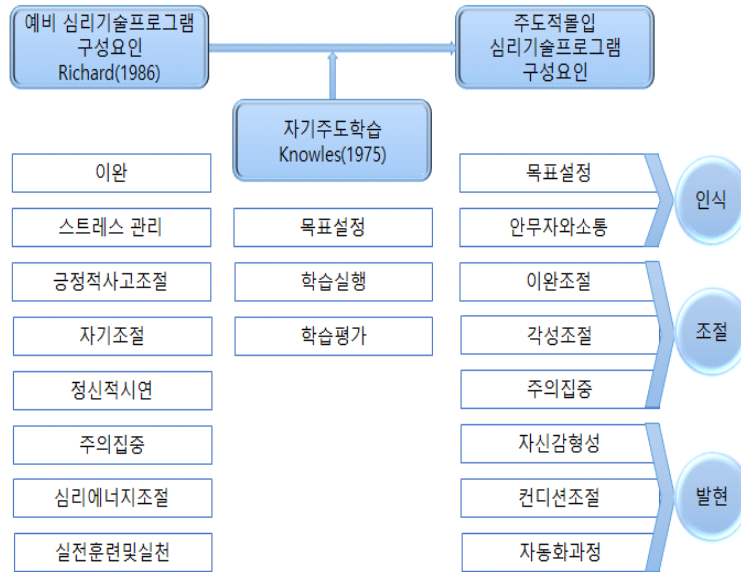 예비 심리기술프로그램
구성요인
Richard(1986)
주도적몰입
심리기술프로그램
구성요인
자기주도학습
Knowles(1975)
이완
스트레스 관리
긍정적사고조절
자기조절
정신적시연
주의집중
심리에너지조절
실전훈련및실천
목표설정
학습실행
학습평가
목표설정
안무자와소통
이완조절
각성조절
주의집중
자신감형성
컨디션조절
자동화과정
인식
조절
발현